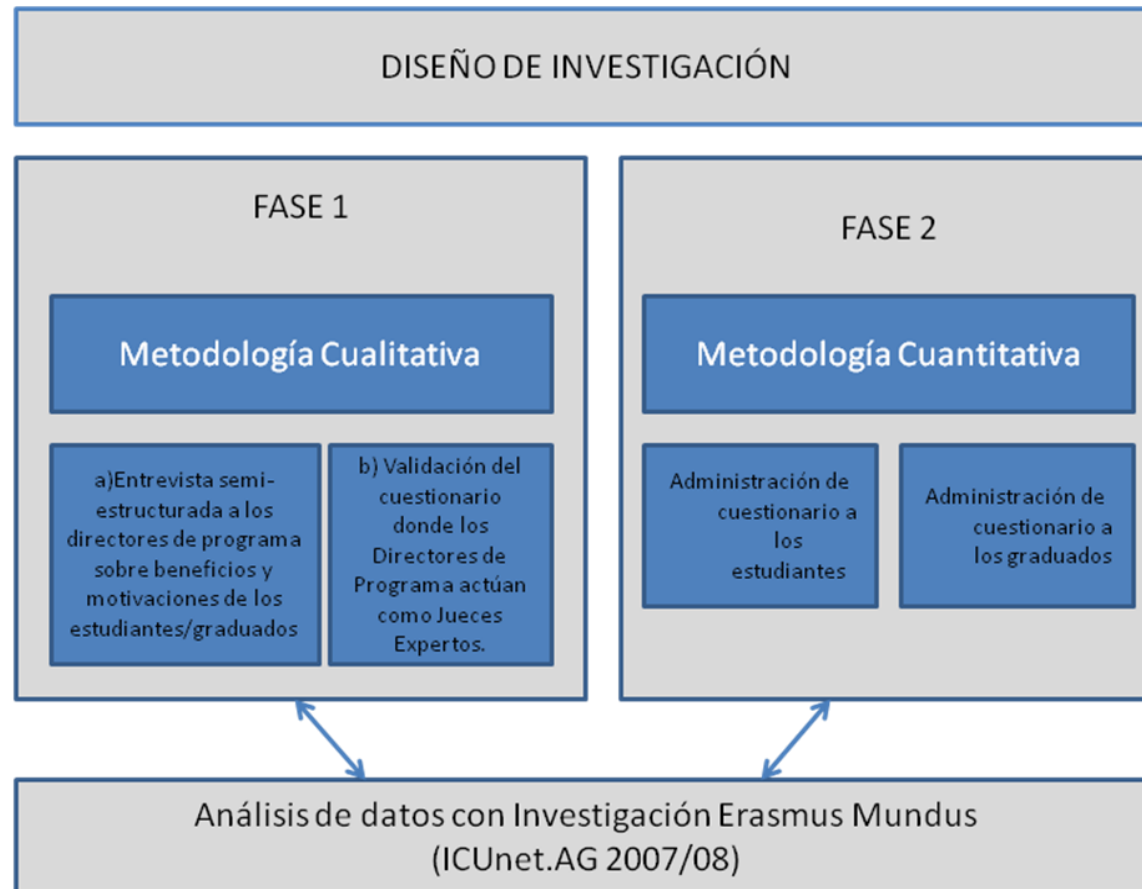 DISEÑO DE INVESTIGACIÓN
FASE 1
Metodología Cualitativa
a)Entrevista semi-
estructurada a los
directores de programa
sobre beneficios y
motivaciones de los
estudiantes/graduados
b) Validación del
cuestionario
donde los
Directores de
Programa actúan
como Jueces
Expertos.
FASE 2
Metodología Cuantitativa
Administración de
cuestionario a
los
estudiantes
Administración de
cuestionario a
los graduados
Análisis de datos con Investigación Erasmus Mundus
(ICUnet.AG 2007/08)